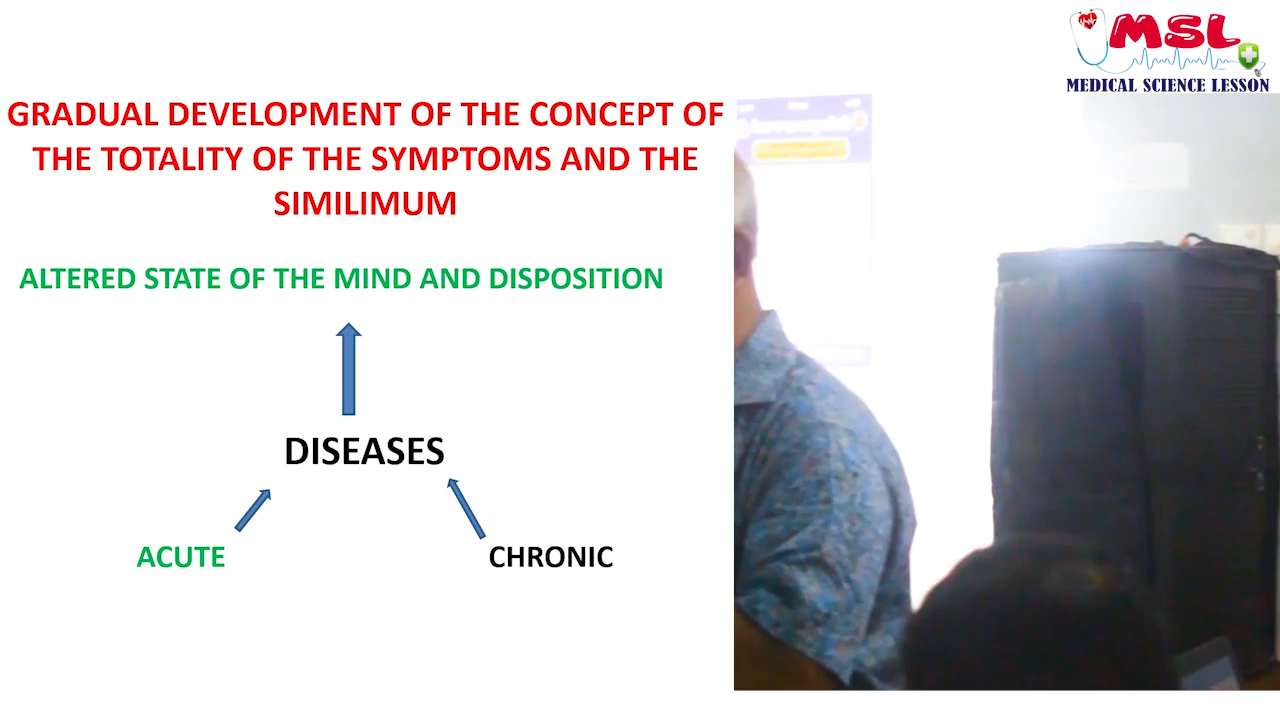 MSL
MEDICAL SCIENCE LESSON
GRADUAL DEVELOPMENT OF THE CONCEPT OF
THE TOTALITY OF THE SYMPTOMS AND THE
SIMILIMUM
ALTERED STATE OF THE MIND AND DISPOSITION
DISEASES
ACUTE
CHRONIC